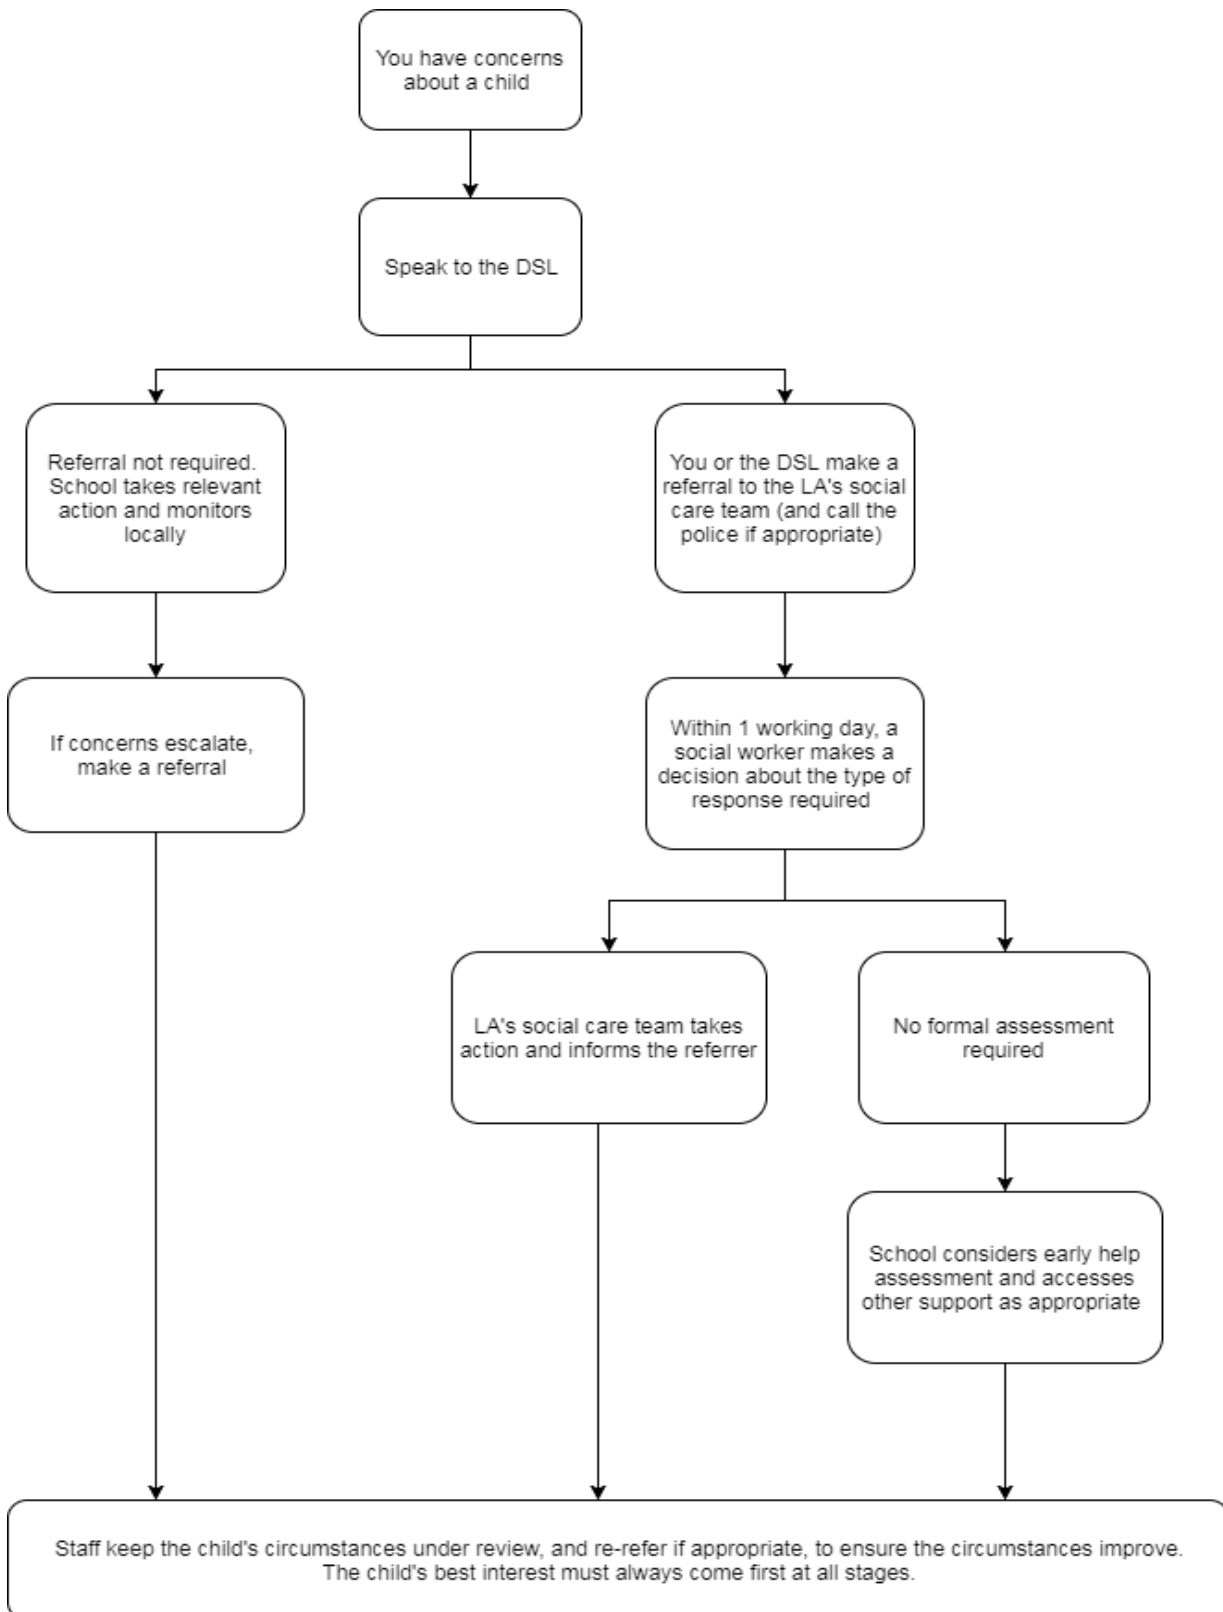 You have concerns
about a child
Speak to the DSL
Referral not required.
School takes relevant
action and monitors
locally
You or the DSL make a
referral to the LA's social
care team (and call the
police if appropriate)
If concerns escalate,
make a referral
Within 1 working day, a
social worker makes a
decision about the type of
response required
LA's social care team takes
action and informs the referrer
No formal assessment
required
School considers early help
assessment and accesses
other support as appropriate
Staff keep the child's circumstances under review, and re-refer if appropriate, to ensure the circumstances improve.
The child's best interest must always come first at all stages.